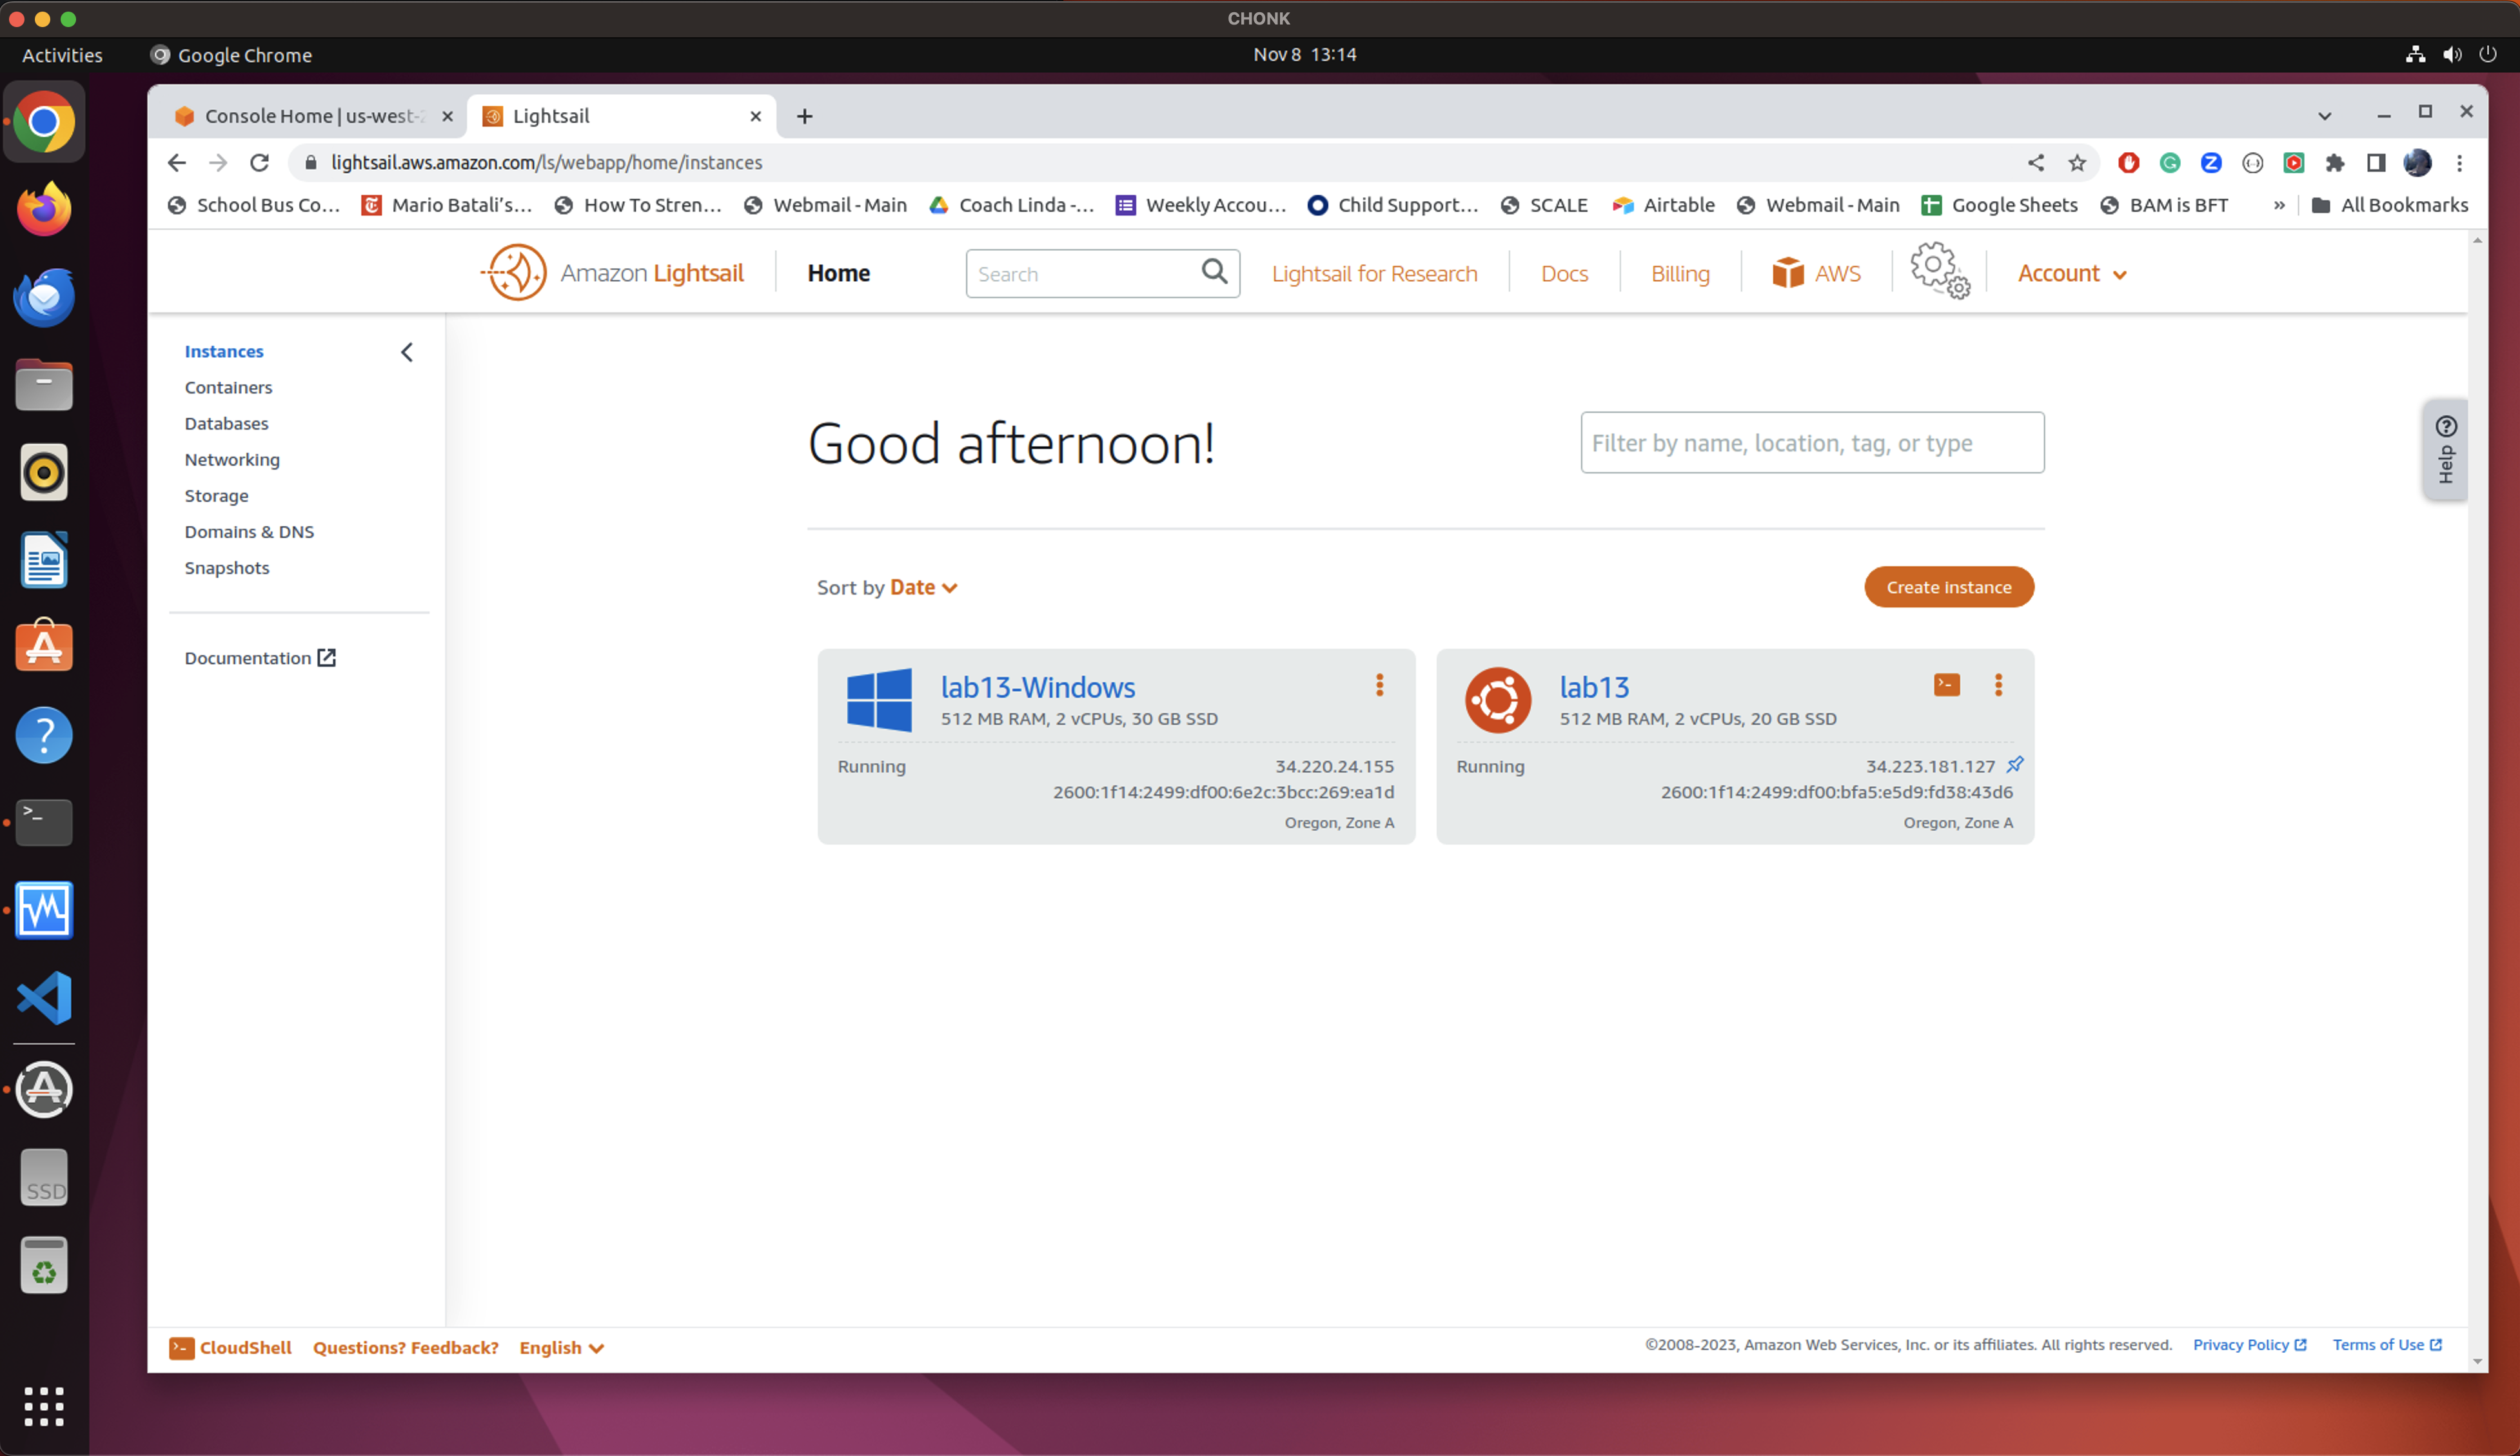 CHONK
Activities
Google Chrome
Nov 8 13:14
Console Home | us-west-2
Lightsail
lightsail.aws.amazon.com/ls/webapp/home/instances
School Bus Co...
Mario Batali's...
How To Stren...
Webmail - Main
Coach Linda -...
Weekly Accou...
Child Support...
SCALE
Airtable
Webmail - Main
Google Sheets
BAM is BFT
»
All Bookmarks
Amazon Lightsail
Home
Search
Lightsail for Research
Docs
Billing
AWS
Account
Instances
Containers
Databases
Networking
Storage
Domains & DNS
Snapshots
Documentation
Good afternoon!
Filter by name, location, tag, or type
Help
Sort by Date
Create instance
lab13-Windows
512 MB RAM, 2 vCPUs, 30 GB SSD
Running
34.220.24.155
2600:1f14:2499:df00:6e2c:3bcc:269:ea1d
Oregon, Zone A
lab13
512 MB RAM, 2 vCPUs, 20 GB SSD
Running
34.223.181.127
2600:1f14:2499:df00:bfa5:e5d9:fd38:43d6
Oregon, Zone A
SSD
CloudShell
Questions? Feedback?
English
©2008-2023, Amazon Web Services, Inc. or its affiliates. All rights reserved.
Privacy Policy
Terms of Use